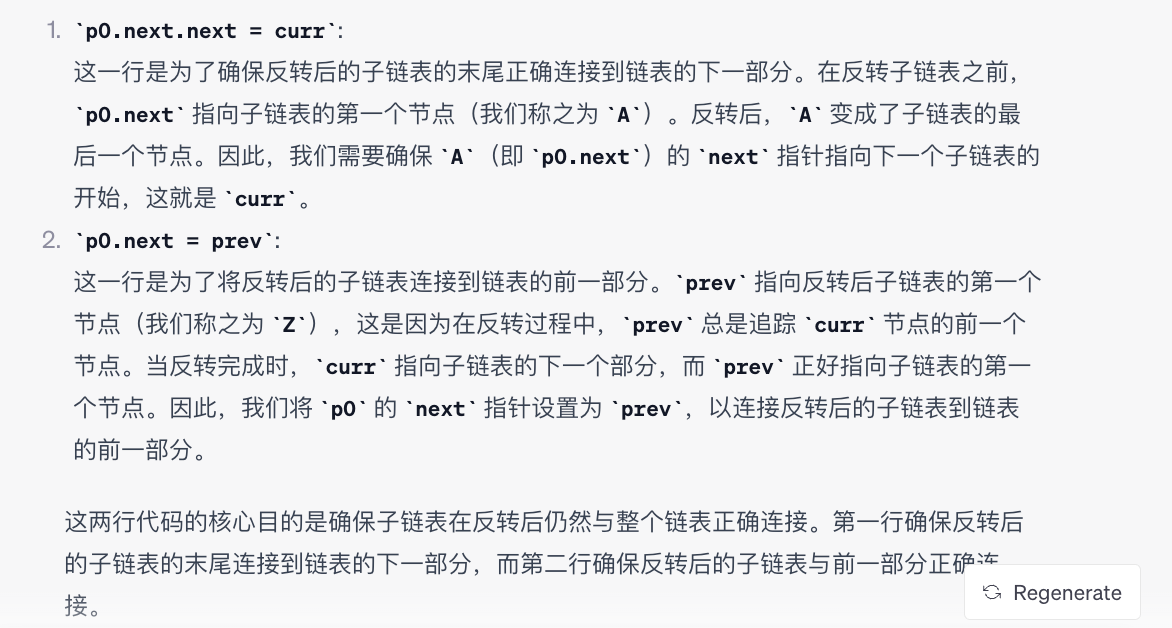 1. `p0.next.next = curr`:
这一行是为了确保反转后的子链表的末尾正确连接到链表的下一部分。在反转子链表之前，
`p0.next` 指向子链表的第一个节点（我们称之为 `A`）。反转后， `A` 变成了子链表的最
后一个节点。因此，我们需要确保 `A`（即 `p0.next`）的 `next` 指针指向下一个子链表的
开始，这就是 `curr`。
2. `p0.next = prev`:
这一行是为了将反转后的子链表连接到链表的前一部分。`prev` 指向反转后子链表的第一个
节点（我们称之为 `Z`），这是因为在反转过程中， `prev` 总是追踪 `curr` 节点的前一个
节点。当反转完成时， `curr` 指向子链表的下一个部分，而 `prev` 正好指向子链表的第一
个节点。因此，我们将 `p0` 的 `next` 指针设置为 `prev`，以连接反转后的子链表到链表
的前一部分。
这两行代码的核心目的是确保子链表在反转后仍然与整个链表正确连接。第一行确保反转后
的子链表的末尾连接到链表的下一部分，而第二行确保反转后的子链表与前一部分正确连
接。
Regenerate